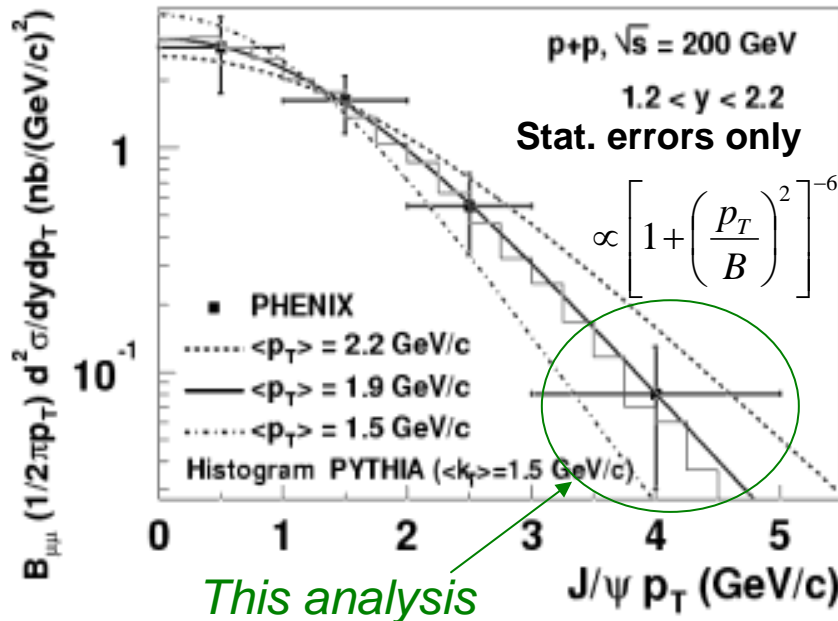 B_μμ (1/2πp_T) d²σ/dydp_T (nb/(GeV/c)²)
p+p, √s = 200 GeV
1.2 < y < 2.2
Stat. errors only
∝ [1 + (p_T / B)²]⁻⁶
1
10⁻¹
PHENIX
<p_T> = 2.2 GeV/c
<p_T> = 1.9 GeV/c
<p_T> = 1.5 GeV/c
Histogram PYTHIA (<k_T>=1.5 GeV/c)
0 1 2 3 4 5
J/ψ p_T (GeV/c)
This analysis